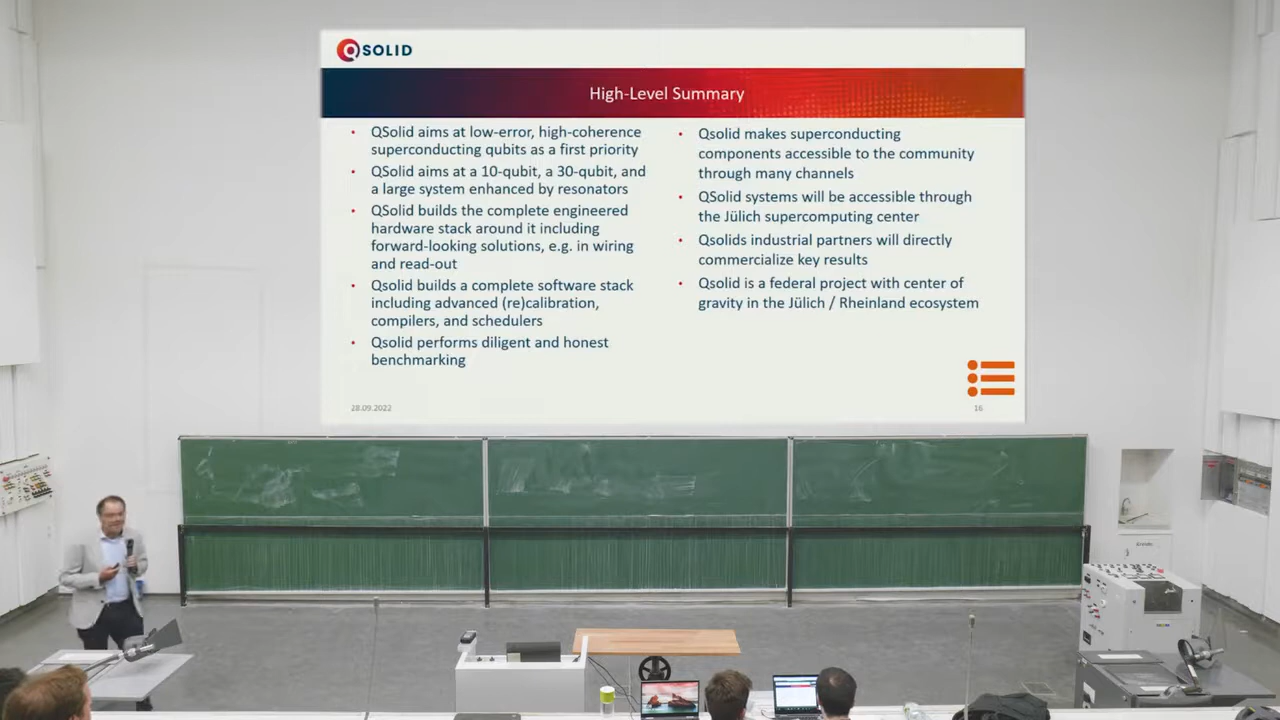 QSOLID
High-Level Summary
• QSolid aims at low-error, high-coherence
superconducting qubits as a first priority
• QSolid aims at a 10-qubit, a 30-qubit, and
a large system enhanced by resonators
• QSolid builds the complete engineered
hardware stack around it including
forward-looking solutions, e.g. in wiring
and read-out
• Qsolid builds a complete software stack
including advanced (re)calibration,
compilers, and schedulers
• Qsolid performs diligent and honest
benchmarking
• Qsolid makes superconducting
components accessible to the community
through many channels
• QSolid systems will be accessible through
the Jülich supercomputing center
• Qsolids industrial partners will directly
commercialize key results
• Qsolid is a federal project with center of
gravity in the Jülich / Rheinland ecosystem
28.09.2022
16